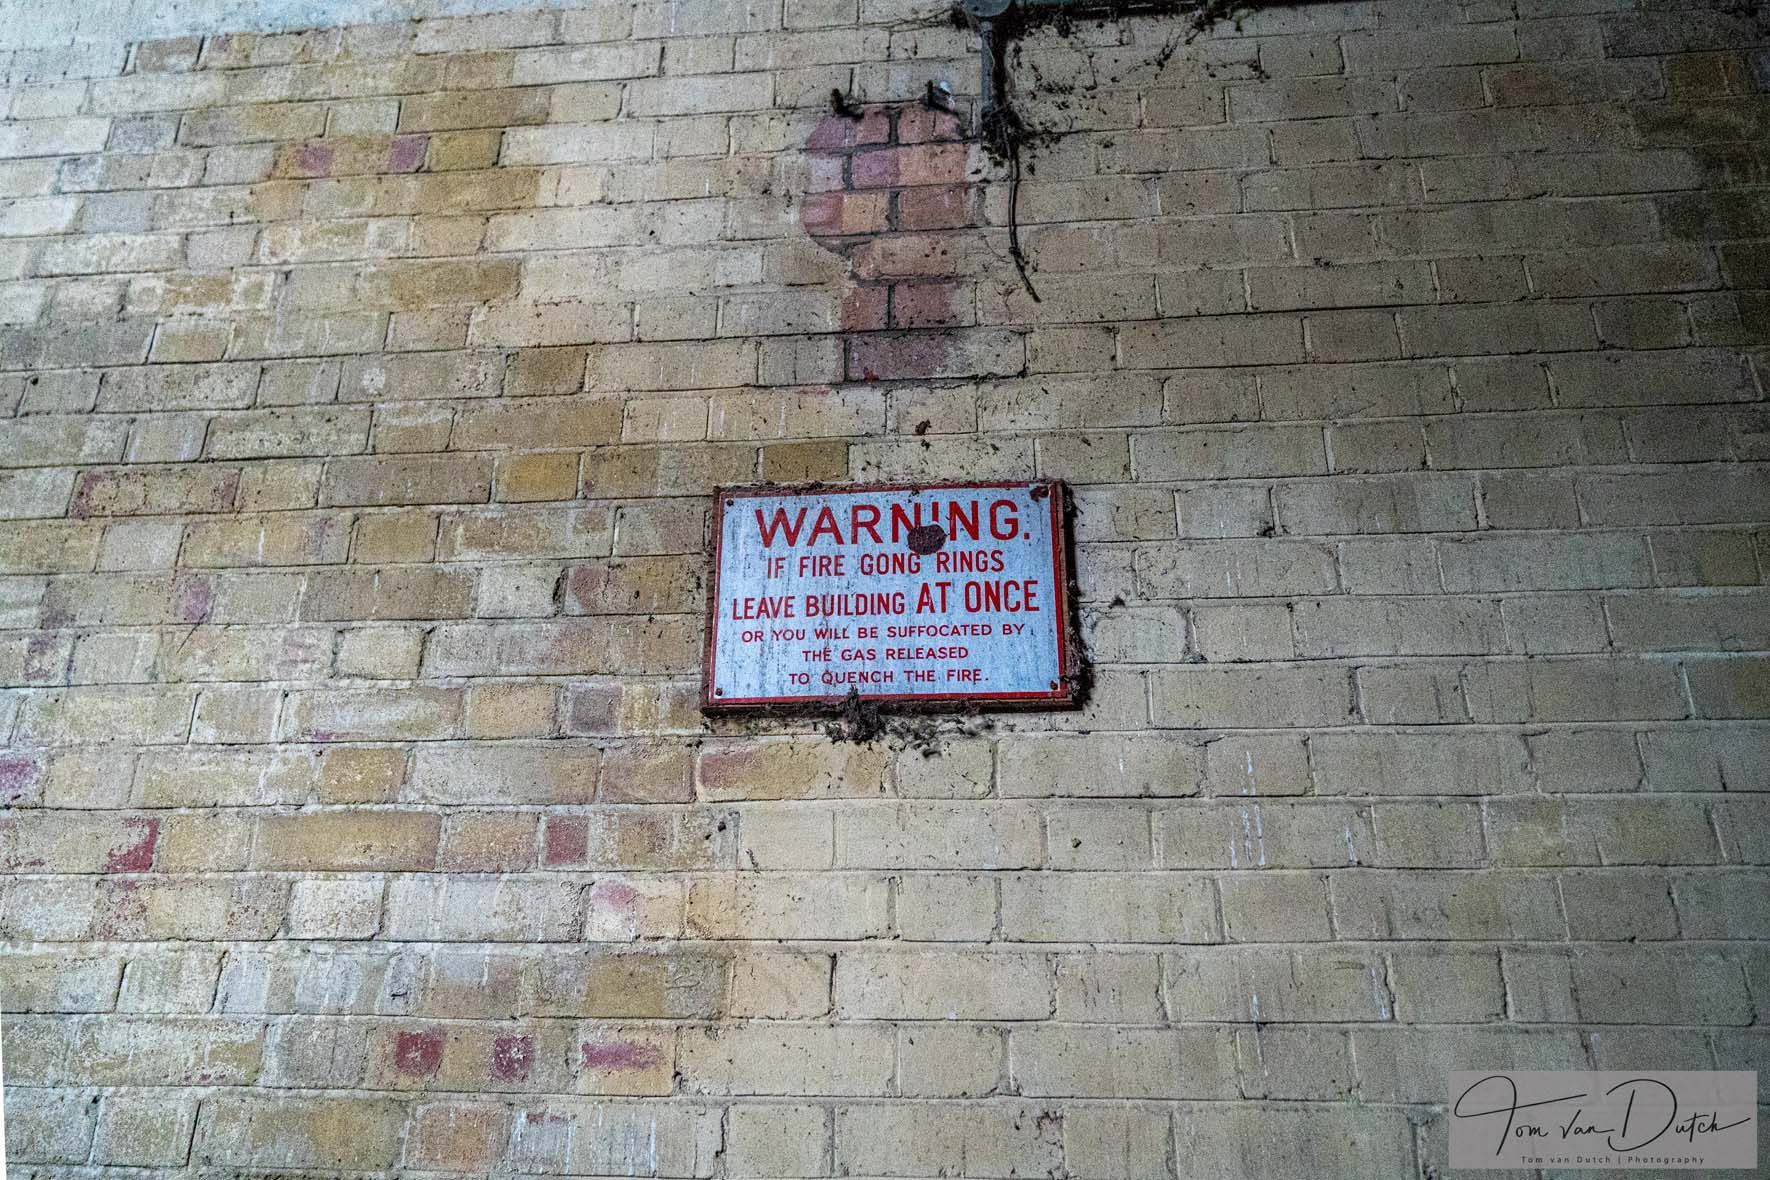 WARNING.
IF FIRE GONG RINGS
LEAVE BUILDING AT ONCE
OR YOU WILL BE SUFFOCATED BY
THE GAS RELEASED
TO QUENCH THE FIRE.
Tom van Dutch
Tom van Dutch | Photography